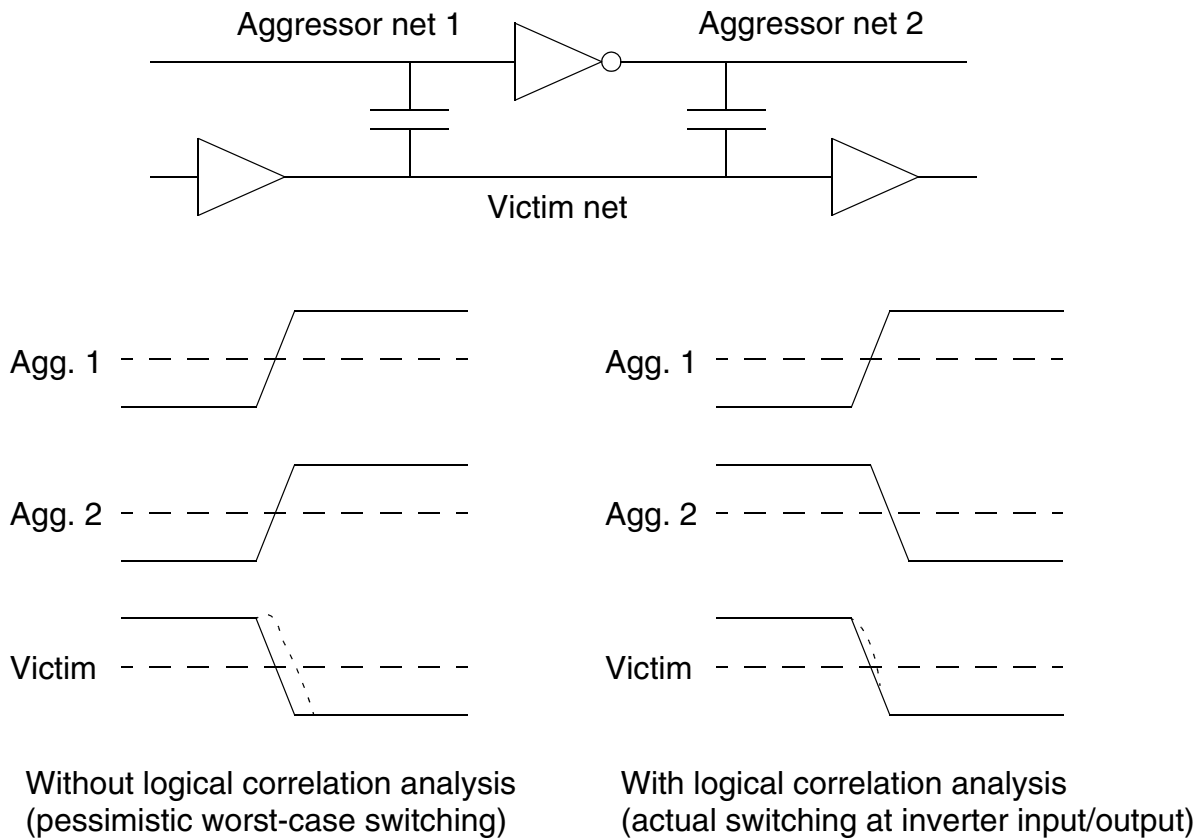 Aggressor net 1
Aggressor net 2
Victim net
Agg. 1
Agg. 1
Agg. 2
Agg. 2
Victim
Victim
Without logical correlation analysis
(pessimistic worst-case switching)
With logical correlation analysis
(actual switching at inverter input/output)